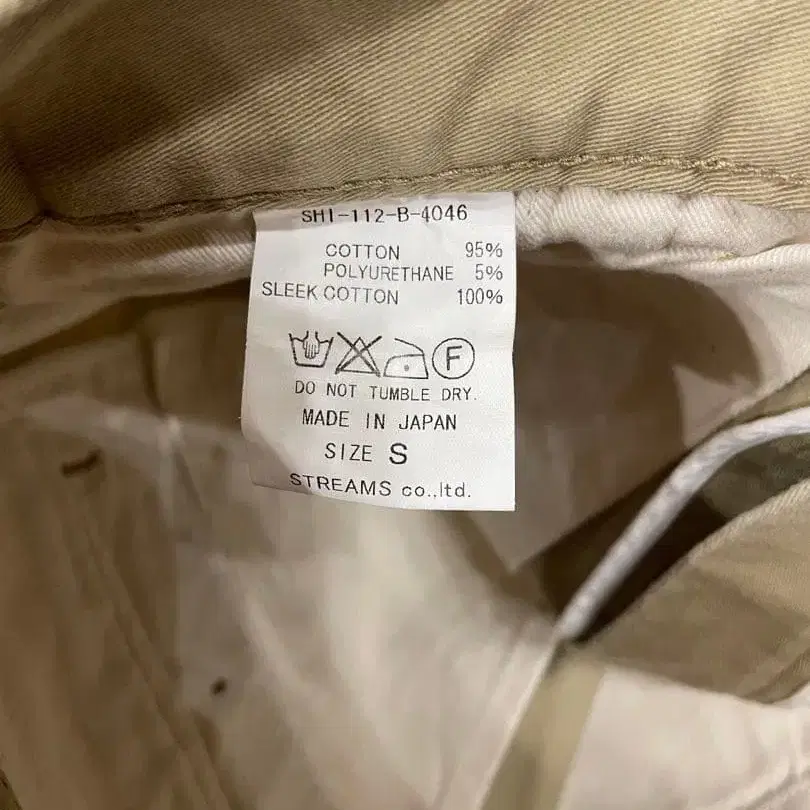 SHI-112-B-4046
COTTON 95%
POLYURETHANE 5%
SLEEK COTTON 100%
F
DO NOT TUMBLE DRY.
MADE IN JAPAN
SIZE S
STREAMS co.,ltd.